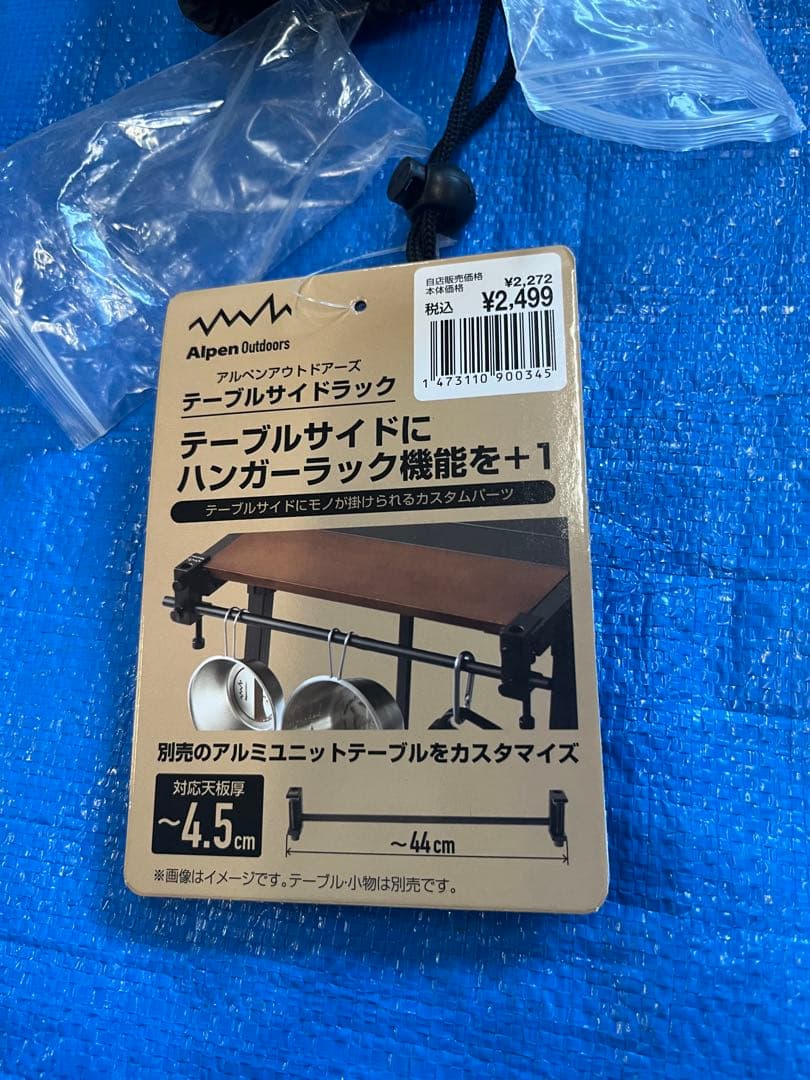 自店販売価格
本体価格 ¥2,272
税込 ¥2,499
1 473110 900345
Alpen Outdoors
アルペンアウトドアーズ
テーブルサイドラック
テーブルサイドに
ハンガーラック機能を+1
テーブルサイドにモノが掛けられるカスタムパーツ
別売のアルミユニットテーブルをカスタマイズ
対応天板厚
~4.5cm
~44cm
※画像はイメージです。テーブル・小物は別売です。